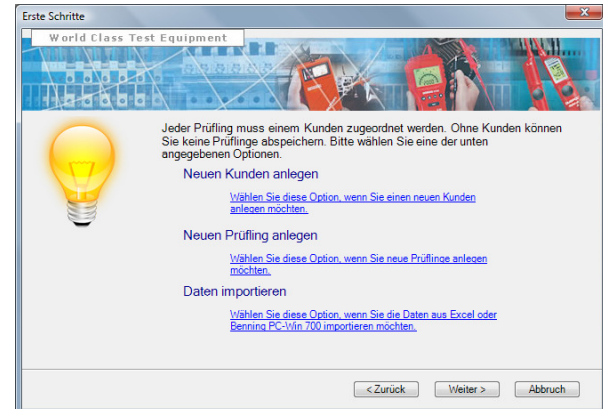 Erste Schritte
World Class Test Equipment
Jeder Prüfling muss einem Kunden zugeordnet werden. Ohne Kunden können
Sie keine Prüflinge abspeichern. Bitte wählen Sie eine der unten
angegebenen Optionen.
Neuen Kunden anlegen
Wählen Sie diese Option, wenn Sie einen neuen Kunden
anlegen möchten.
Neuen Prüfling anlegen
Wählen Sie diese Option, wenn Sie neue Prüflinge anlegen
möchten.
Daten importieren
Wählen Sie diese Option, wenn Sie die Daten aus Excel oder
Benning PC-Win 700 importieren möchten.
< Zurück
Weiter >
Abbruch